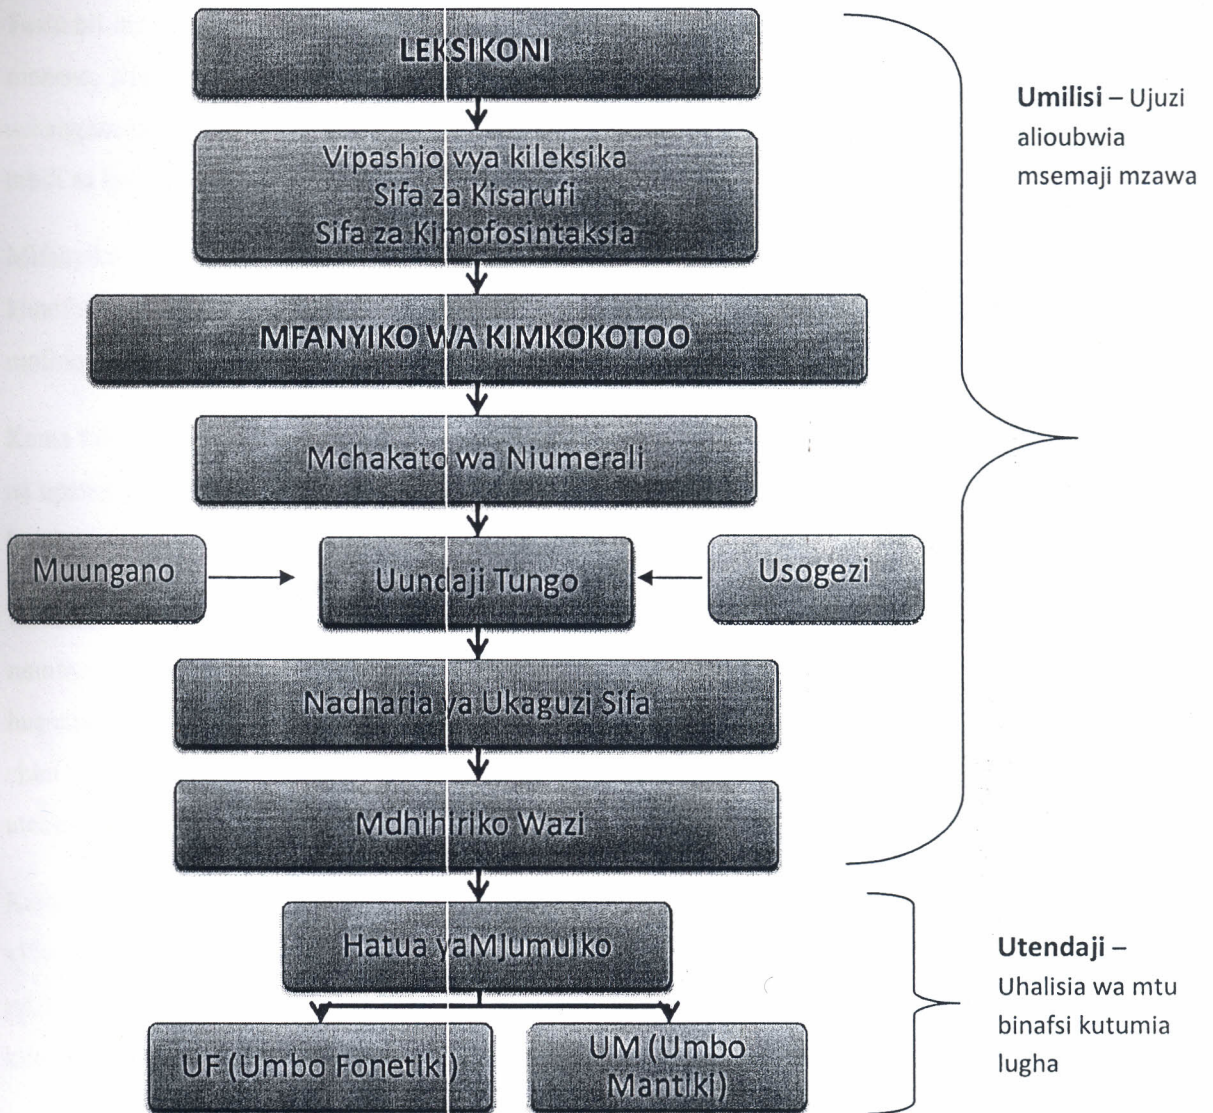 LEKSIKONI
Vipashio vya kileksika
Sifa za Kisarufi
Sifa za Kimofosintaksia
MFANYIKO WA KIMKOKOTOO
Mchakato wa Niumerali
Muungano
Uundaji Tungo
Usogezi
Nadharia ya Ukaguzi Sifa
Mdhihiriko Wazi
Hatua yaMjumuiko
UF (Umbo Fonetiki)
UM (Umbo
Mantiki)
Umilisi – Ujuzi
alioubwia
msemaji mzawa
Utendaji –
Uhalisia wa mtu
binafsi kutumia
lugha